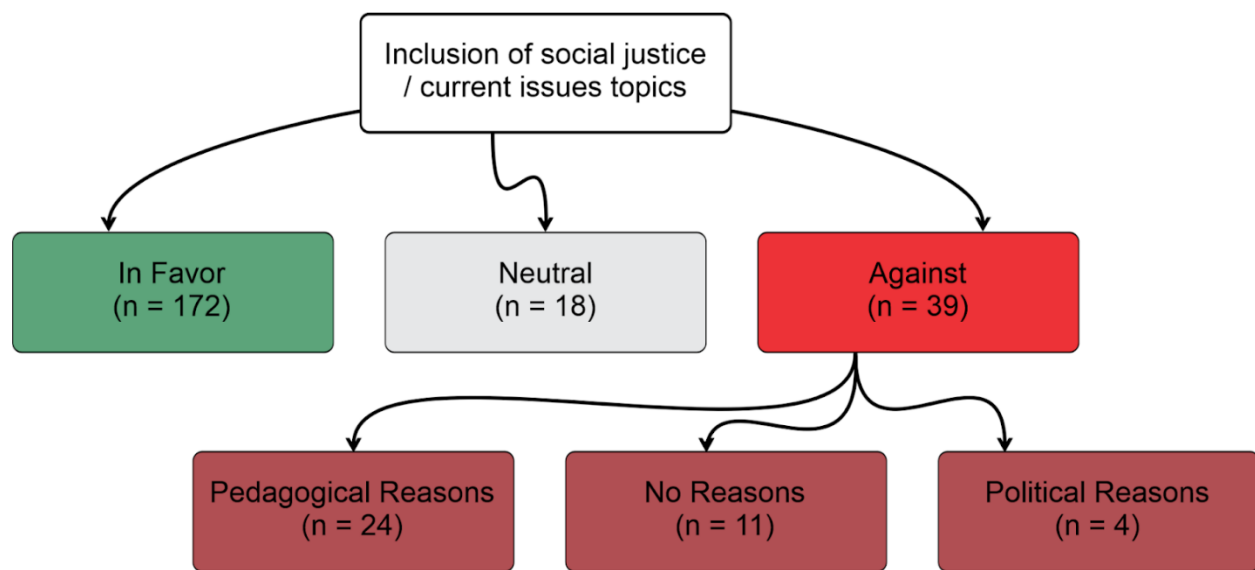 Inclusion of social justice
/ current issues topics
In Favor
(n = 172)
Neutral
(n = 18)
Against
(n = 39)
Pedagogical Reasons
(n = 24)
No Reasons
(n = 11)
Political Reasons
(n = 4)